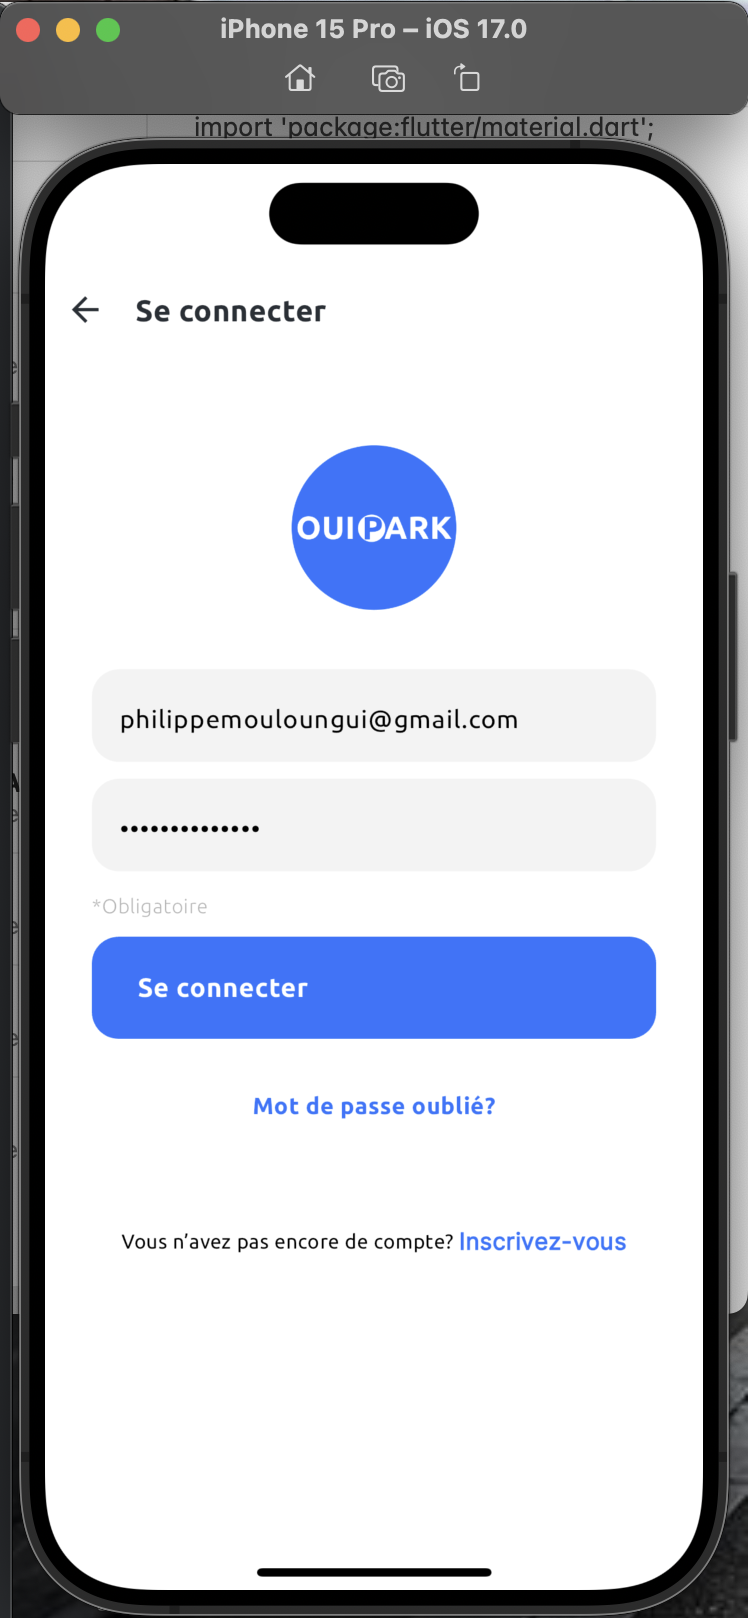 iPhone 15 Pro – iOS 17.0
import 'package:flutter/material.dart';
Se connecter
OUIPARK
philippemouloungui@gmail.com
••••••••••••••
*Obligatoire
Se connecter
Mot de passe oublié?
Vous n’avez pas encore de compte? Inscrivez-vous